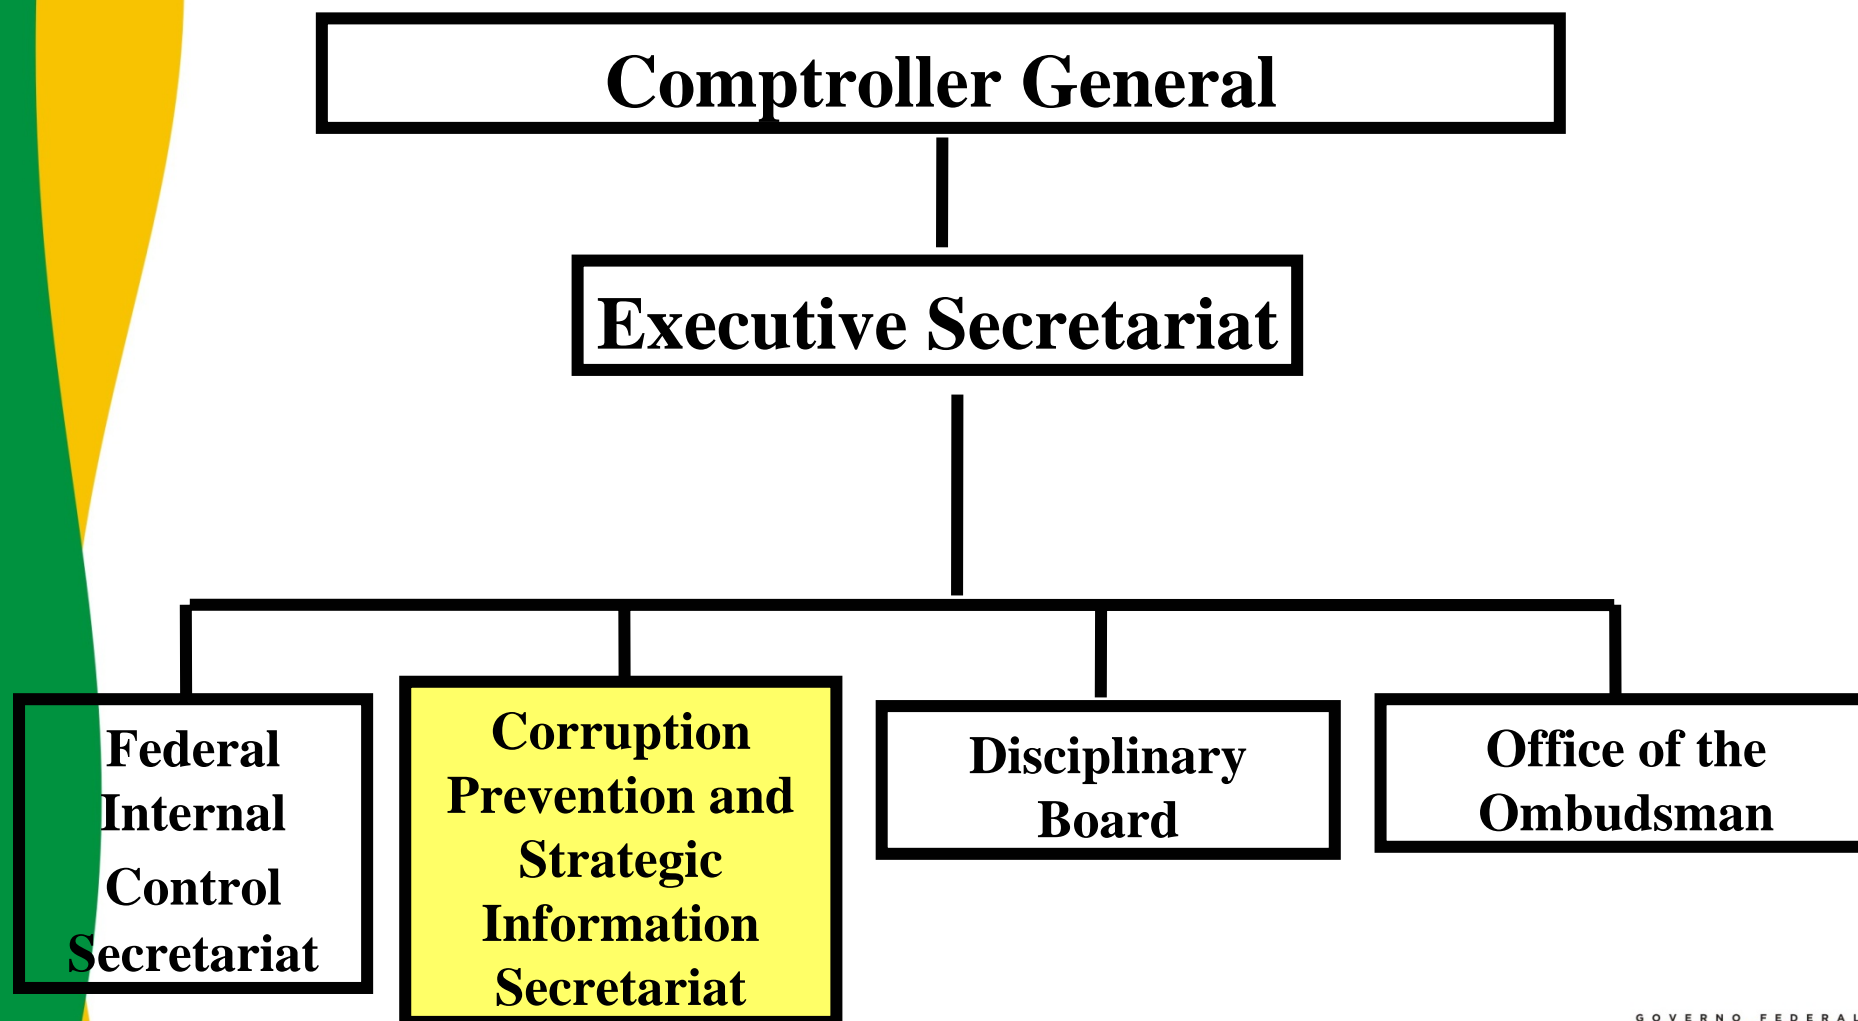 Comptroller General
Executive Secretariat
Federal
Internal
Control
Secretariat
Corruption
Prevention and
Strategic
Information
Secretariat
Disciplinary
Board
Office of the
Ombudsman
GOVERNO FEDERAL